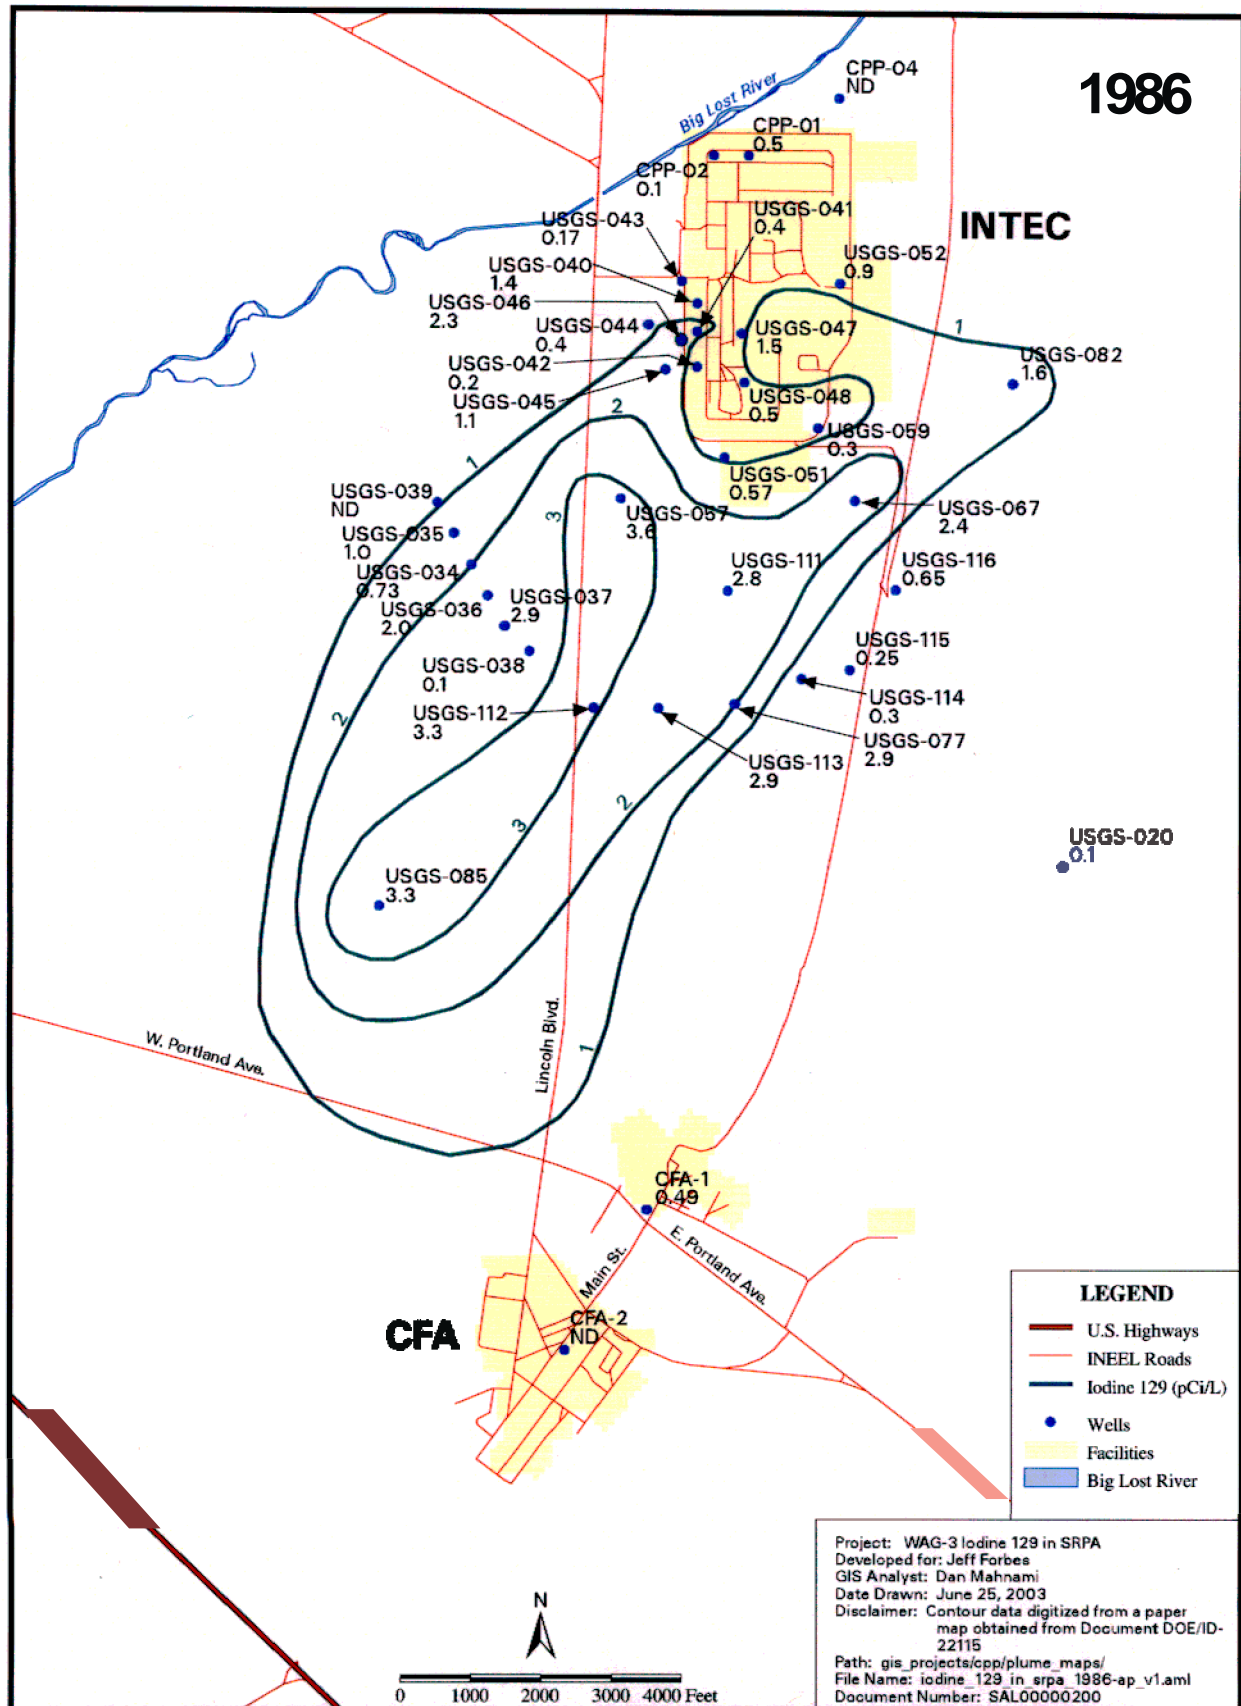 1986
Big Lost River
CPP-04
ND
CPP-01
0.5
CPP-02
0.1
INTEC
USGS-043
0.17
USGS-041
0.4
USGS-040
1.4
USGS-052
0.9
USGS-046
2.3
USGS-044
0.4
USGS-047
1.5
1
USGS-082
1.6
USGS-042
0.2
USGS-045
1.1
USGS-048
0.5
2
USGS-059
0.3
1
USGS-051
0.57
USGS-039
ND
USGS-057
3.6
3
USGS-067
2.4
USGS-035
1.0
USGS-034
0.73
USGS-111
2.8
USGS-116
0.65
USGS-036
2.0
USGS-037
2.9
USGS-038
0.1
USGS-115
0.25
USGS-114
0.3
USGS-112
3.3
2
USGS-077
2.9
USGS-113
2.9
2
3
USGS-020
0.1
USGS-085
3.3
Lincoln Blvd.
W. Portland Ave.
1
CFA-1
0.49
E. Portland Ave.
Main St.
CFA
CFA-2
ND
LEGEND
U.S. Highways
INEEL Roads
Iodine 129 (pCi/L)
Wells
Facilities
Big Lost River
Project: WAG-3 Iodine 129 in SRPA
Developed for: Jeff Forbes
GIS Analyst: Dan Mahnami
Date Drawn: June 25, 2003
Disclaimer: Contour data digitized from a paper
map obtained from Document DOE/ID-
22115
Path: gis_projects/cpp/plume_maps/
File Name: iodine_129_in_srpa_1986-ap_v1.aml
Document Number: SAL00000200
N
0 1000 2000 3000 4000 Feet